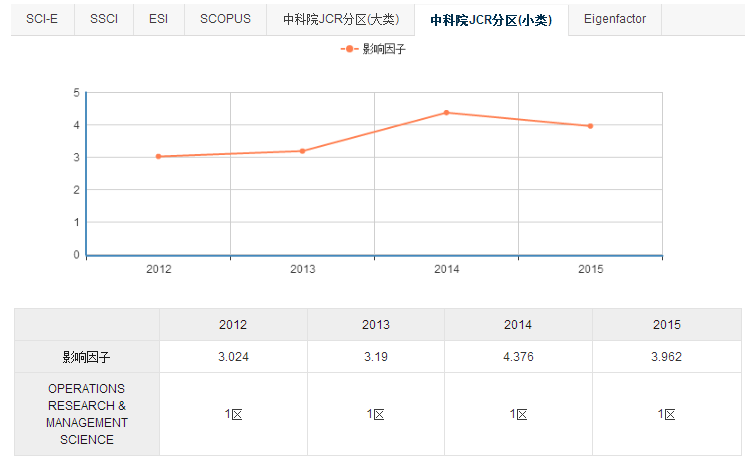 SCI-E SSCI ESI SCOPUS 中科院JCR分区(大类) 中科院JCR分区(小类) Eigenfactor
影响因子
5
4
3
2
1
0
2012 2013 2014 2015
2012 2013 2014 2015
影响因子 3.024 3.19 4.376 3.962
OPERATIONS
RESEARCH &
MANAGEMENT
SCIENCE
1区 1区 1区 1区